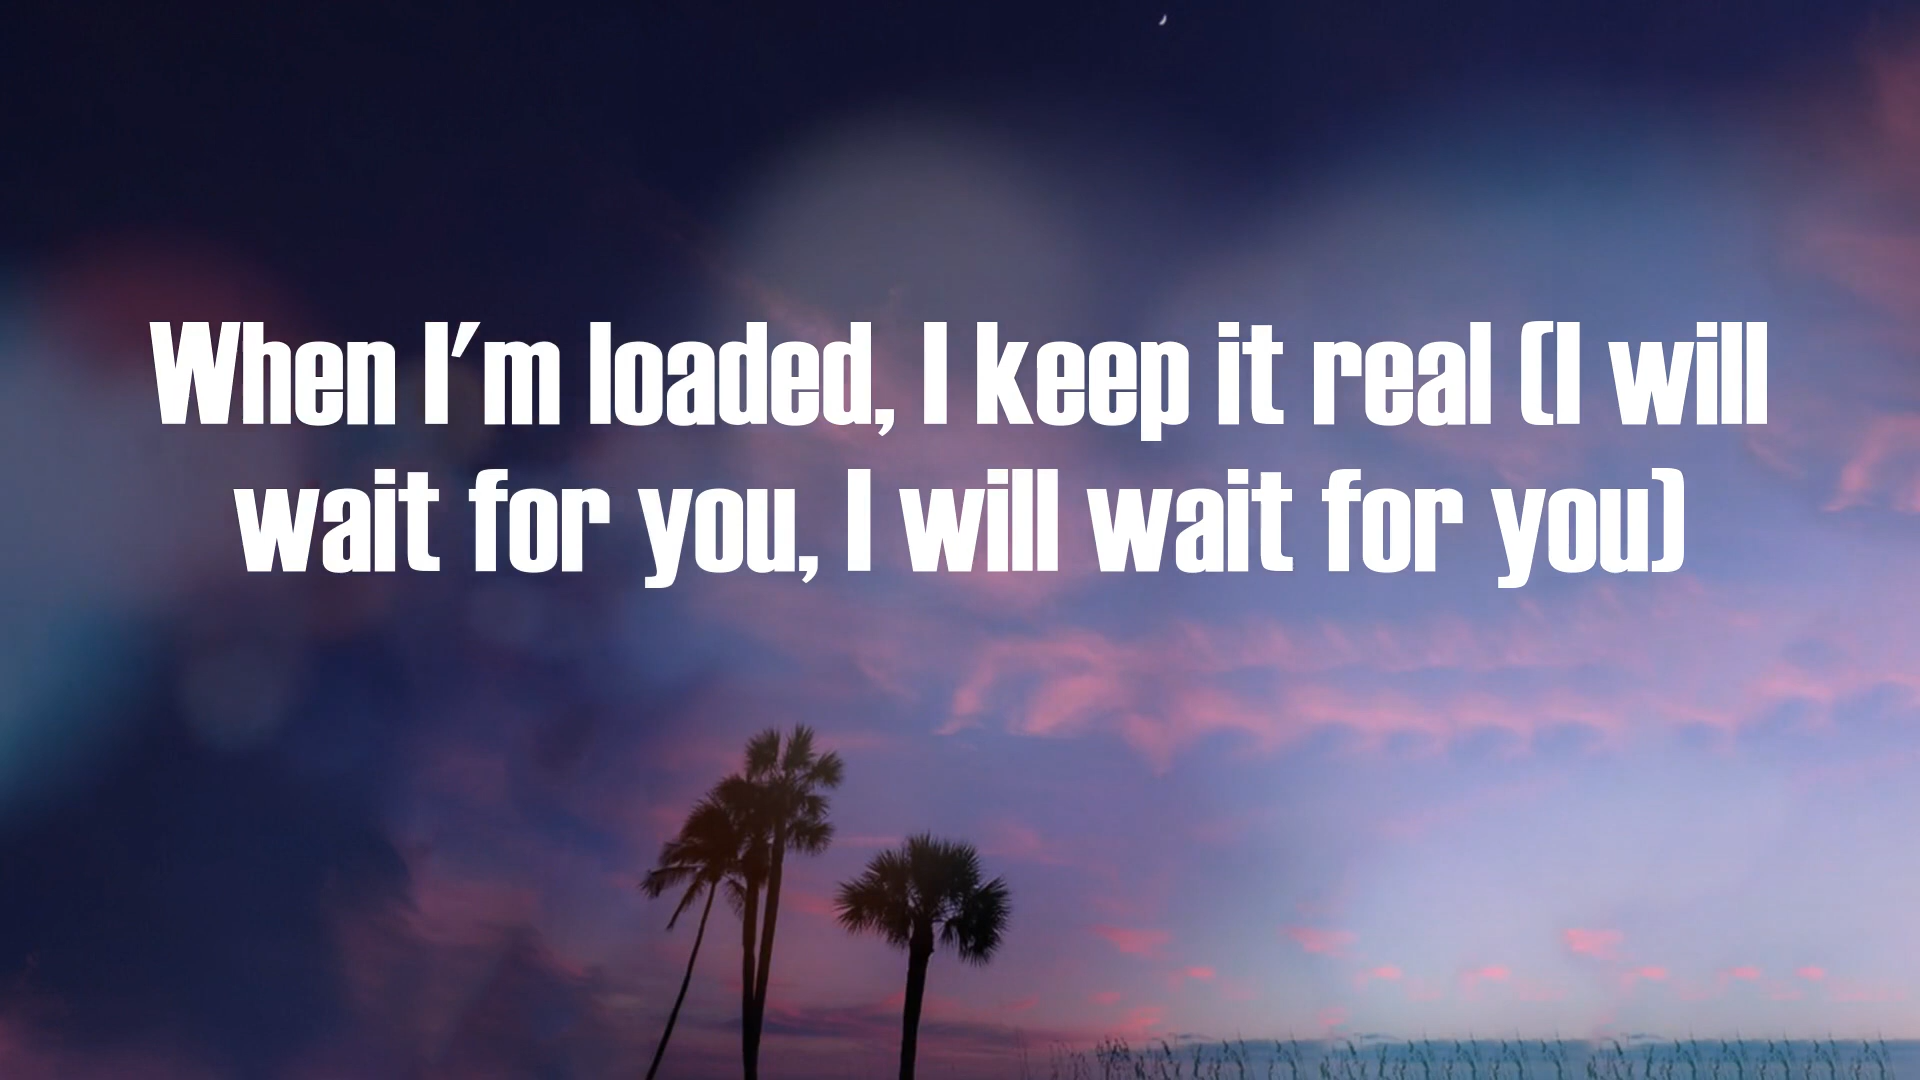 When I'm loaded, I keep it real (I will
wait for you, I will wait for you)